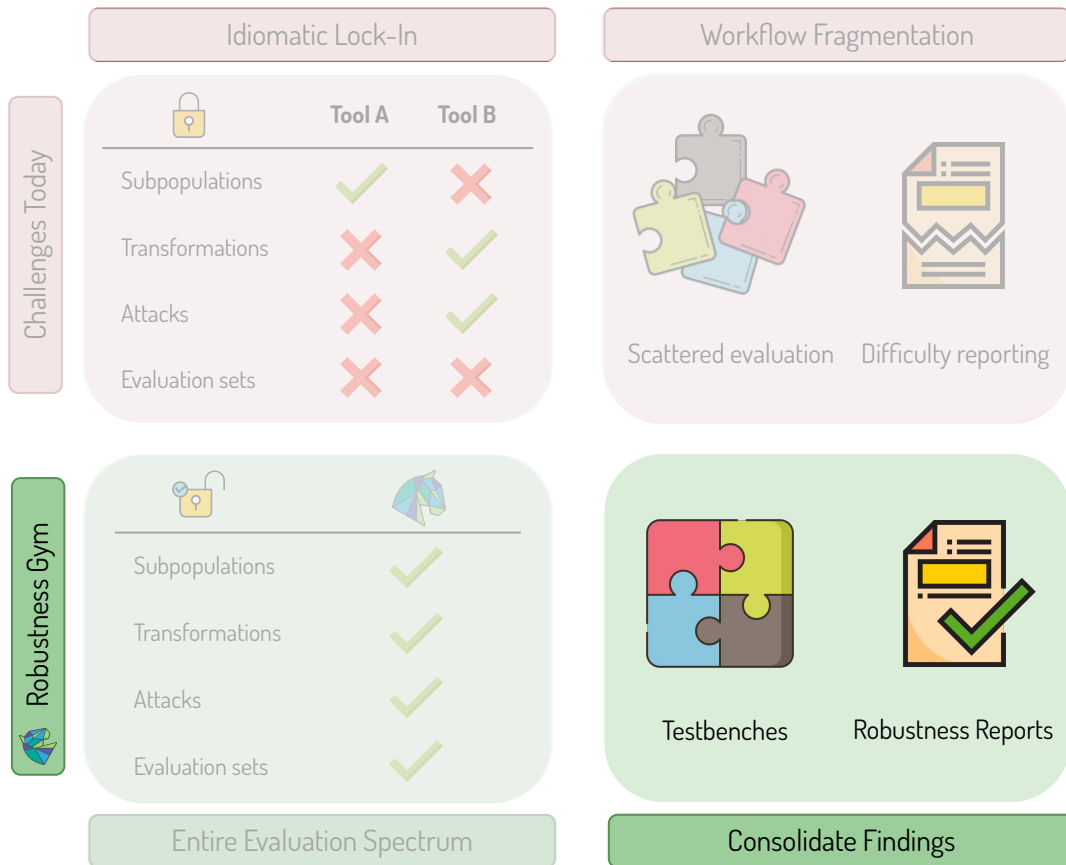 Idiomatic Lock-In
Workflow Fragmentation
Challenges Today
Tool A Tool B
Subpopulations
Transformations
Attacks
Evaluation sets
Scattered evaluation
Difficulty reporting
Robustness Gym
Subpopulations
Transformations
Attacks
Evaluation sets
Testbenches
Robustness Reports
Entire Evaluation Spectrum
Consolidate Findings